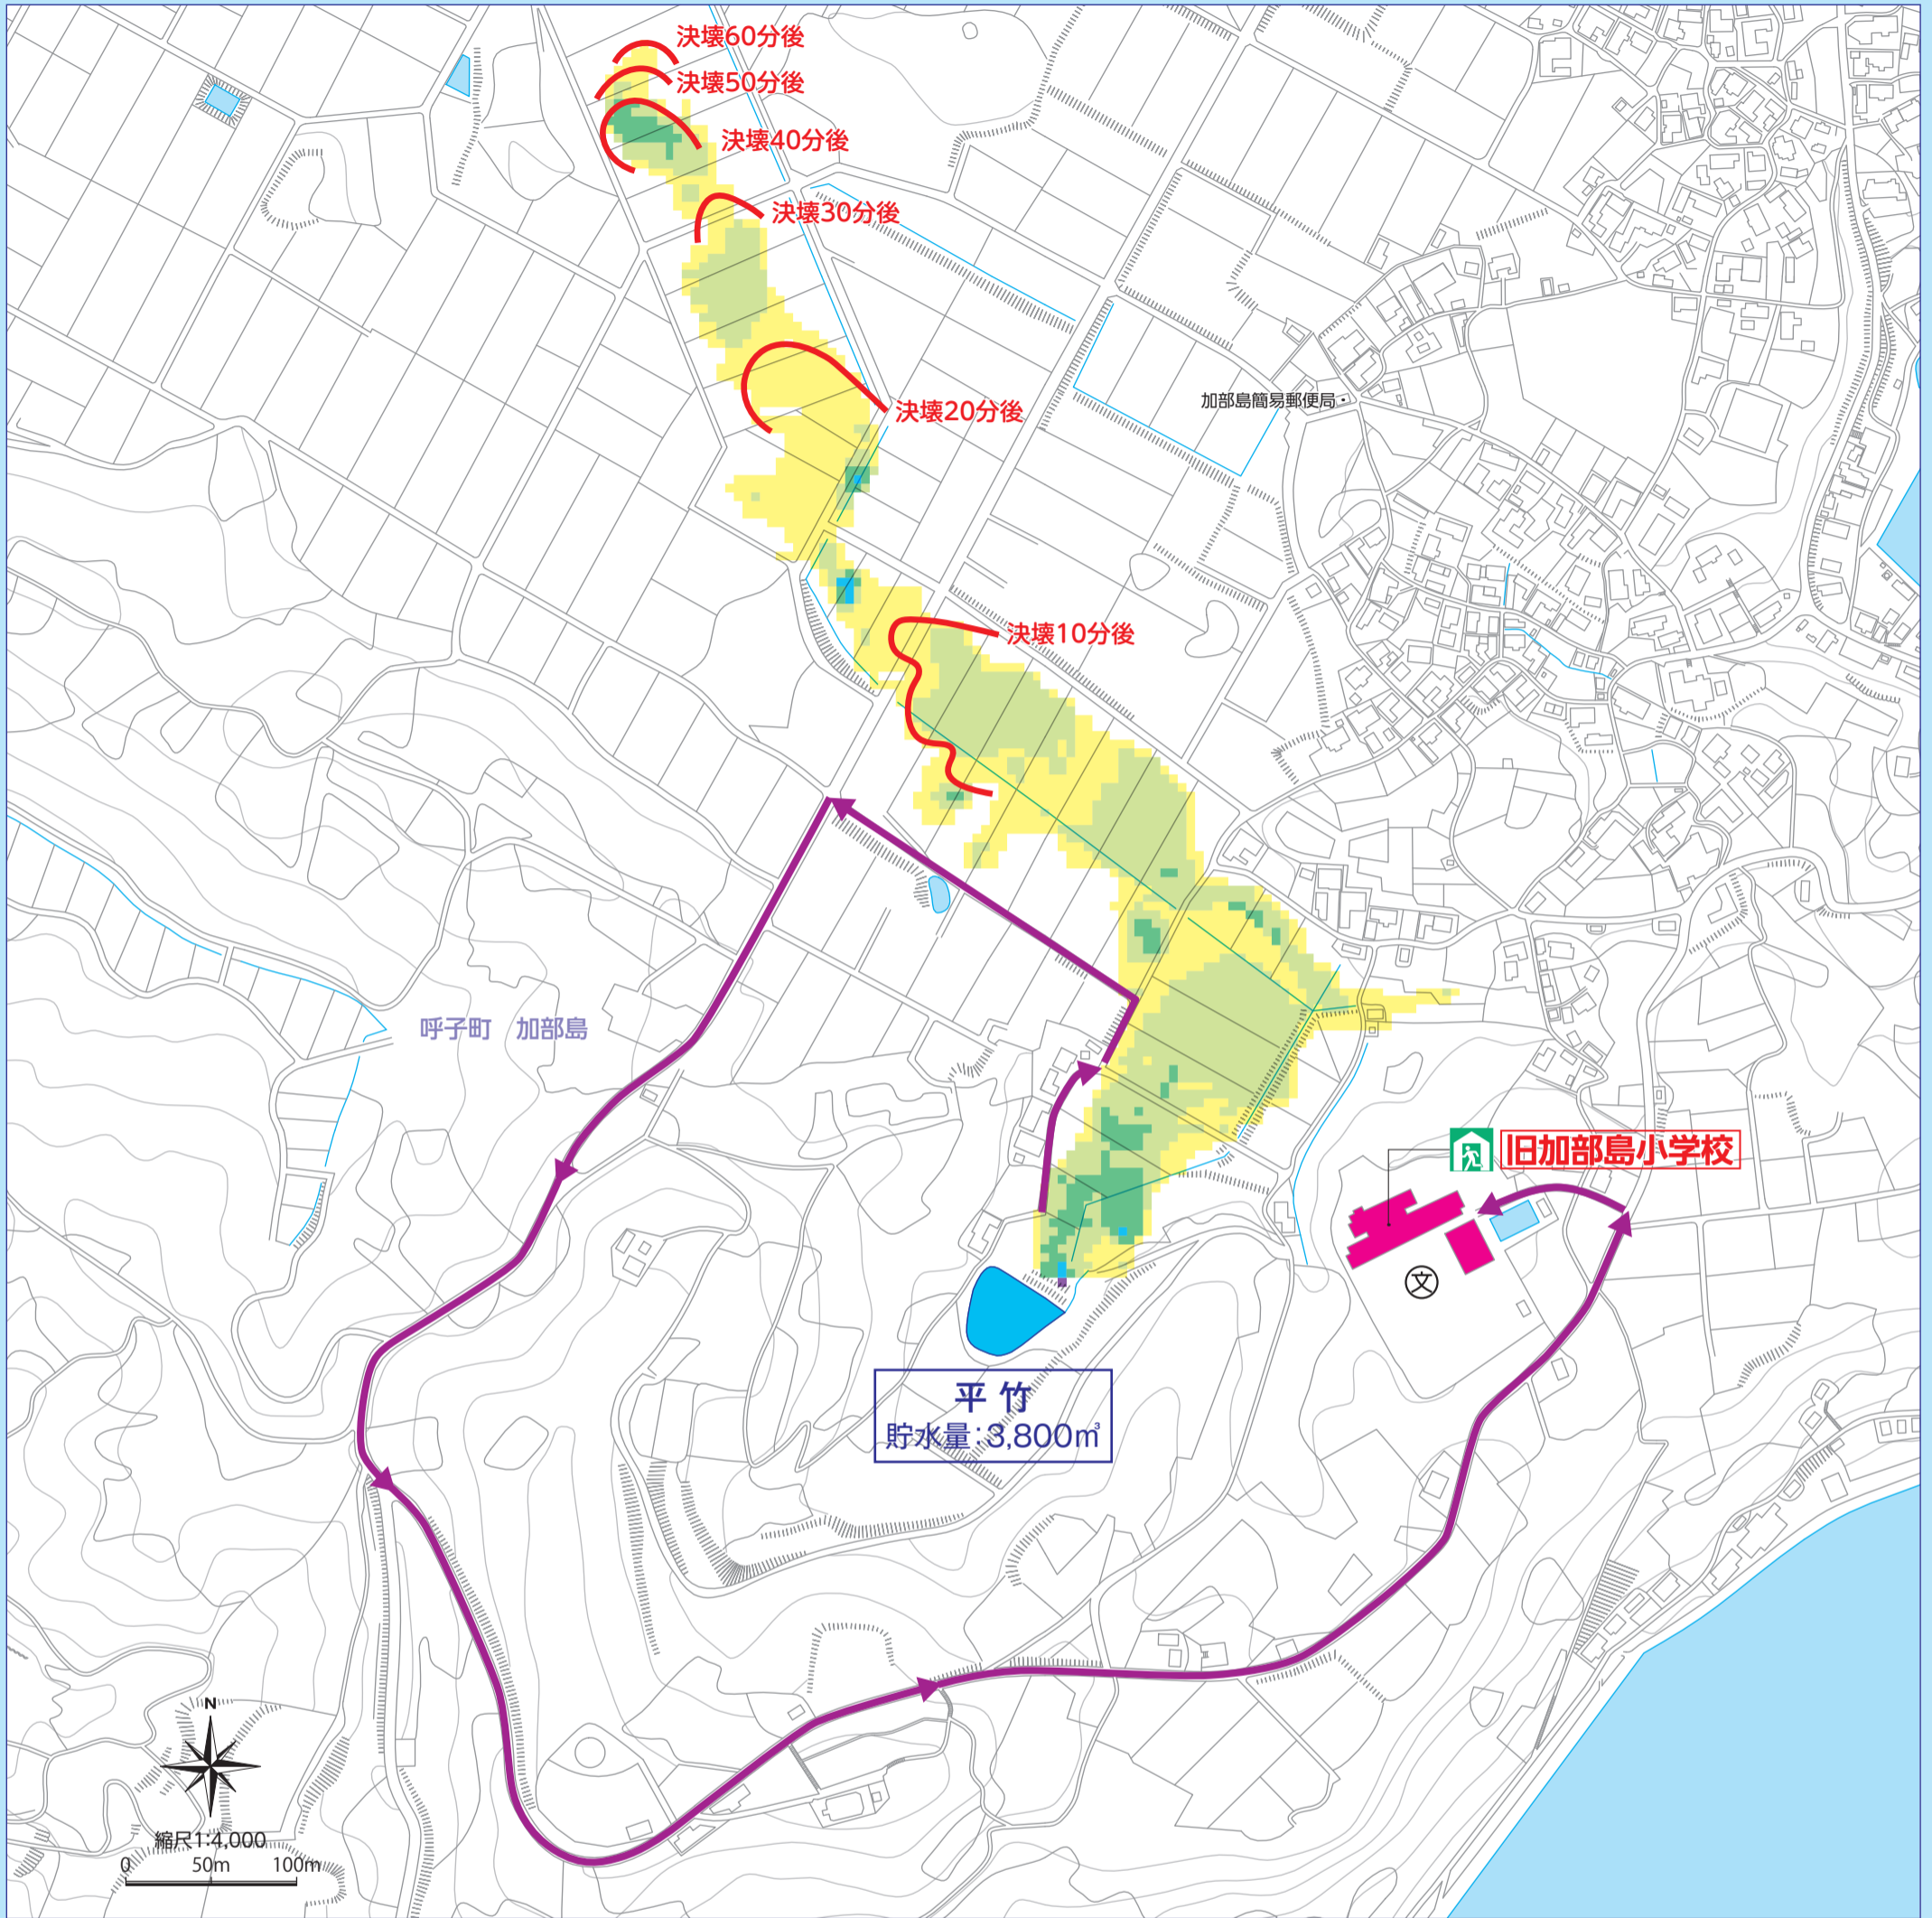 決壊60分後
決壊50分後
決壊40分後
決壊30分後
決壊20分後
加部島簡易郵便局
決壊10分後
呼子町 加部島
旧加部島小学校
文
平竹
貯水量:3,800㎥
N
縮尺1:4,000
0 50m 100m